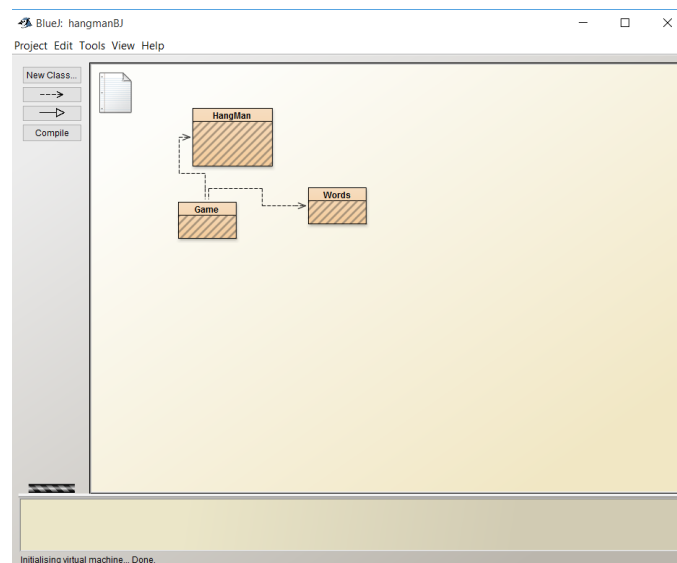 BlueJ: hangmanBJ
Project Edit Tools View Help
New Class...
Compile
HangMan
Game
Words
Initialising virtual machine... Done.